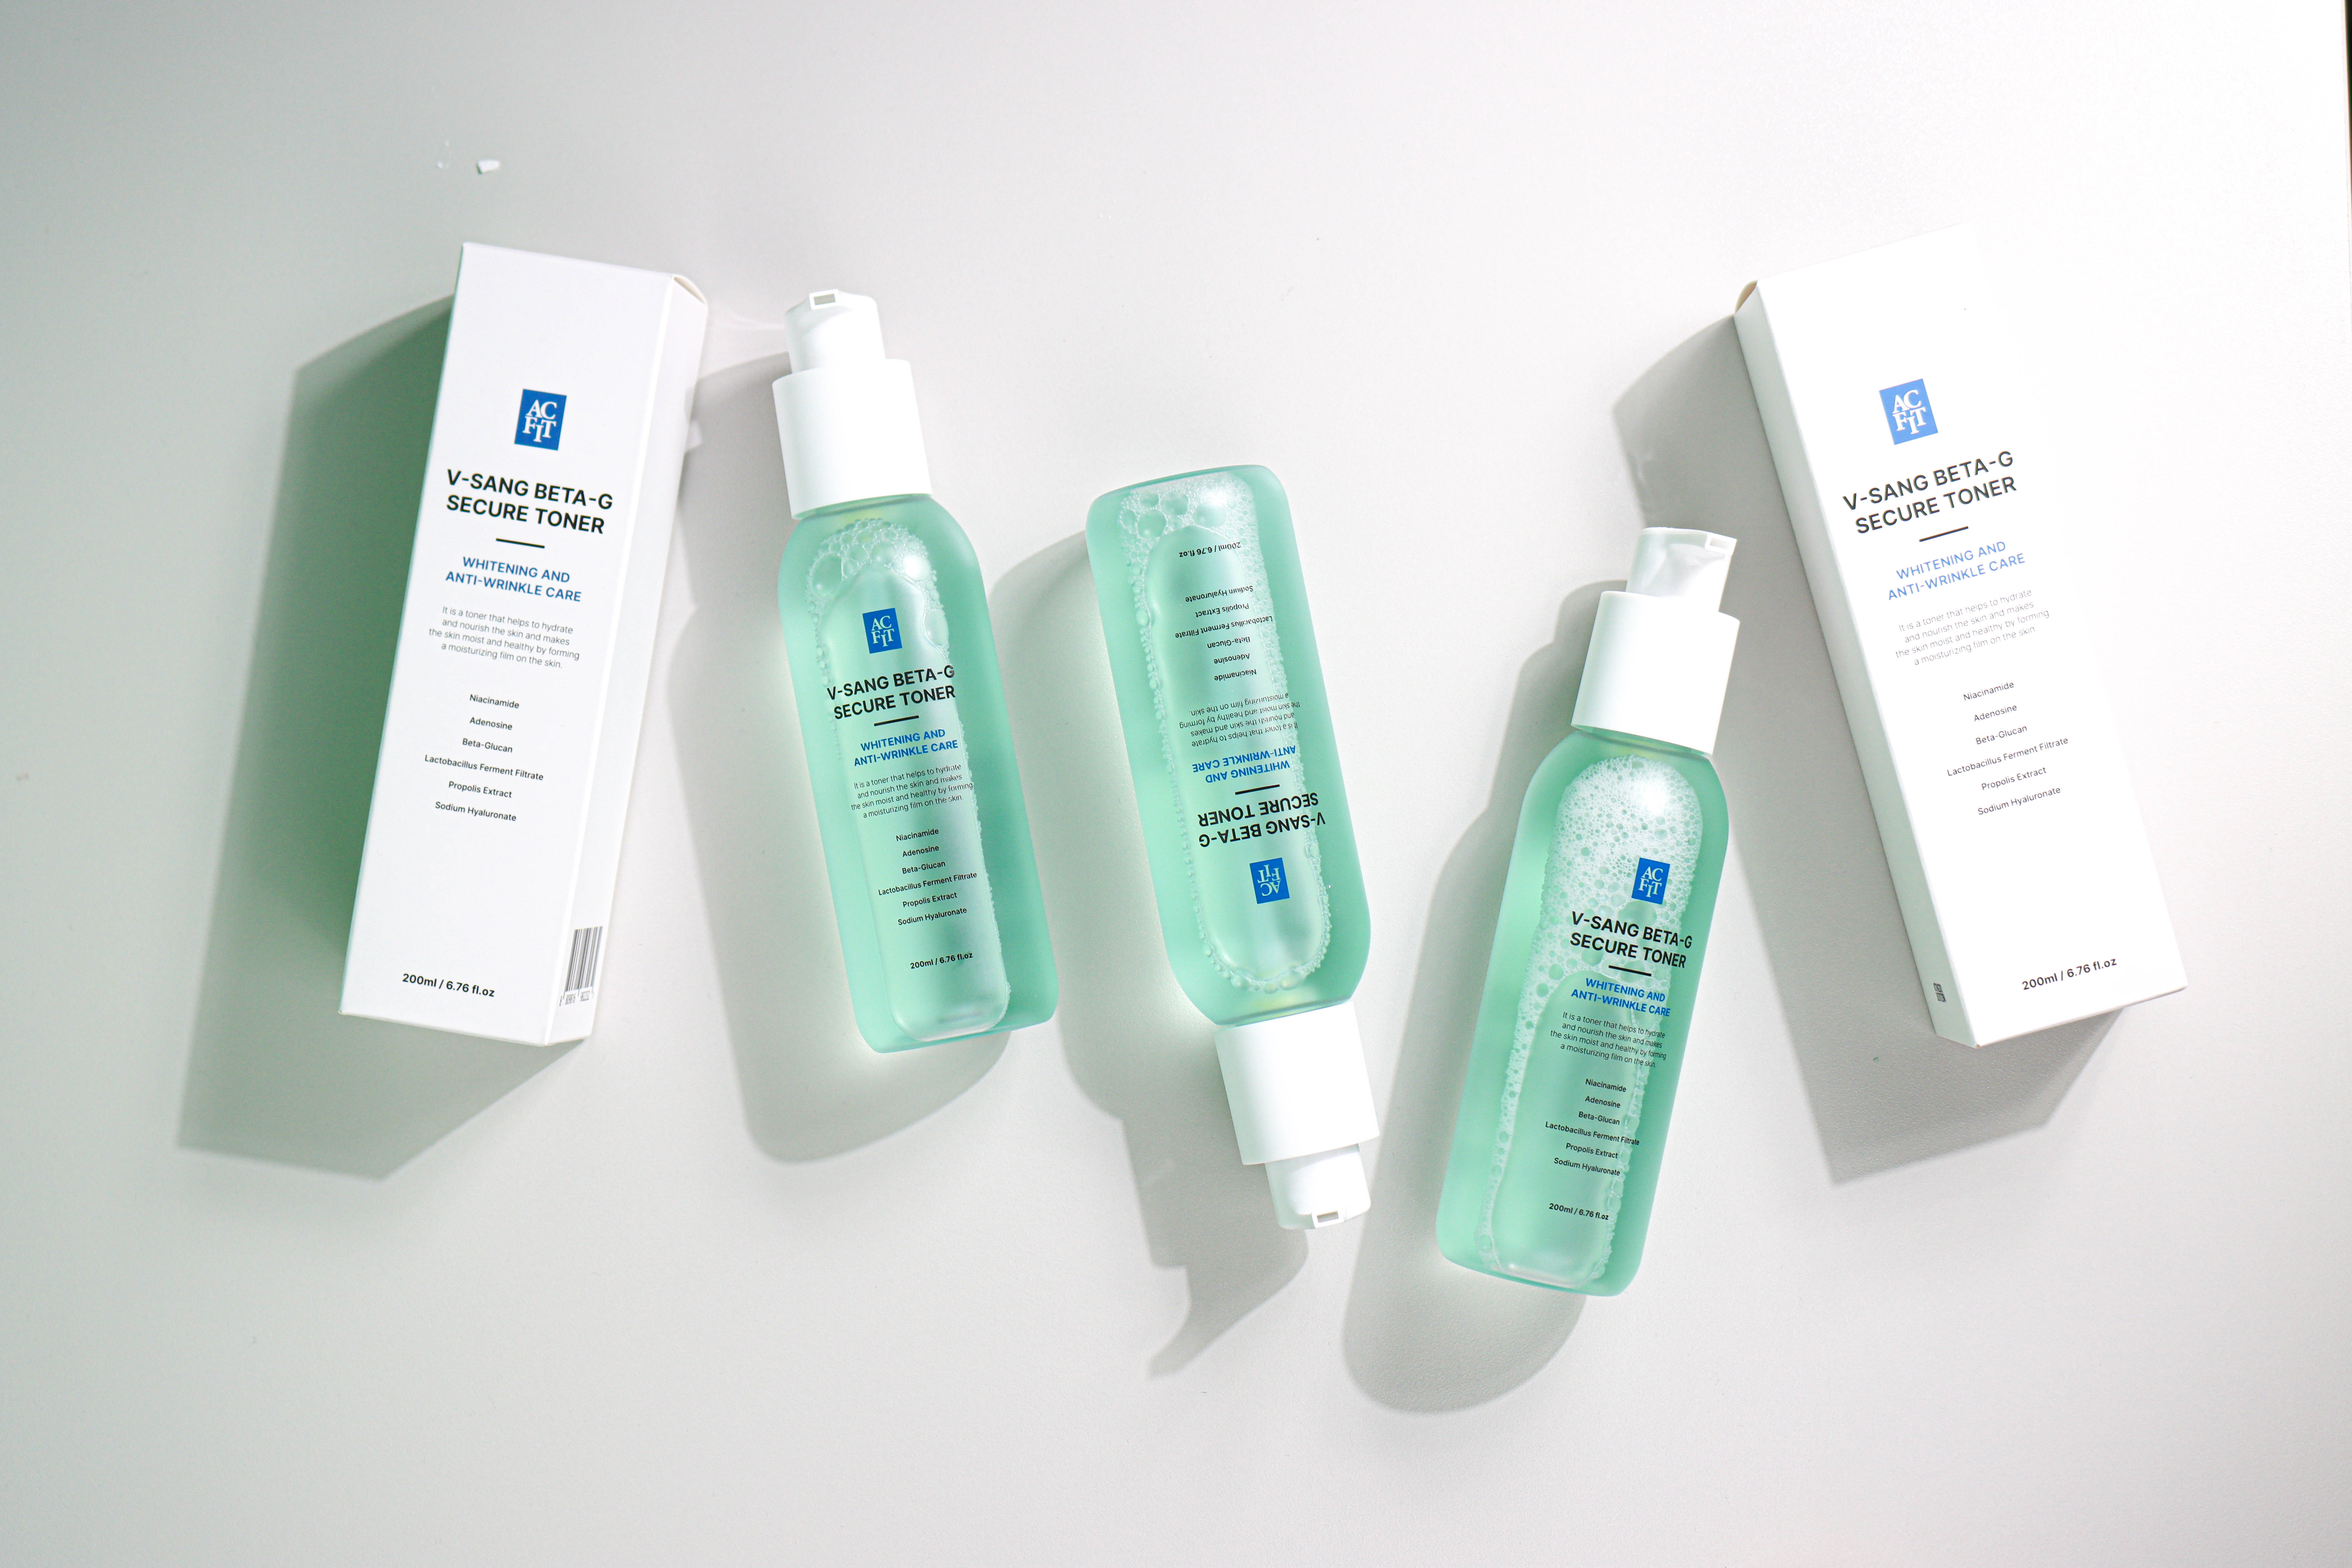 AC
FIT
V-SANG BETA-G
SECURE TONER
WHITENING AND
ANTI-WRINKLE CARE
It is a toner that helps to hydrate
and nourish the skin and makes
the skin moist and healthy by forming
a moisturizing film on the skin.
Niacinamide
Adenosine
Beta-Glucan
Lactobacillus Ferment Filtrate
Propolis Extract
Sodium Hyaluronate
200ml / 6.76 fl.oz
AC
FIT
V-SANG BETA-G
SECURE TONER
WHITENING AND
ANTI-WRINKLE CARE
It is a toner that helps to hydrate
and nourish the skin and makes
the skin moist and healthy by forming
a moisturizing film on the skin.
Niacinamide
Adenosine
Beta-Glucan
Lactobacillus Ferment Filtrate
Propolis Extract
Sodium Hyaluronate
200ml / 6.76 fl.oz
AC
FIT
V-SANG BETA-G
SECURE TONER
WHITENING AND
ANTI-WRINKLE CARE
It is a toner that helps to hydrate
and nourish the skin and makes
the skin moist and healthy by forming
a moisturizing film on the skin
Niacinamide
Adenosine
Beta-Glucan
Lactobacillus Ferment Filtrate
Propolis Extract
Sodium Hyaluronate
200ml / 6.76 fl.oz
AC
FIT
V-SANG BETA-G
SECURE TONER
WHITENING AND
ANTI-WRINKLE CARE
It is a toner that helps to hydrate
and nourish the skin and makes
the skin moist and healthy by forming
a moisturizing film on the skin.
Niacinamide
Adenosine
Beta-Glucan
Lactobacillus Ferment Filtrate
Propolis Extract
Sodium Hyaluronate
200ml / 6.76 fl.oz
AC
FIT
V-SANG BETA-G
SECURE TONER
WHITENING AND
ANTI-WRINKLE CARE
It is a toner that helps to hydrate
and nourish the skin and makes
the skin moist and healthy by forming
a moisturizing film on the skin.
Niacinamide
Adenosine
Beta-Glucan
Lactobacillus Ferment Filtrate
Propolis Extract
Sodium Hyaluronate
200ml / 6.76 fl.oz